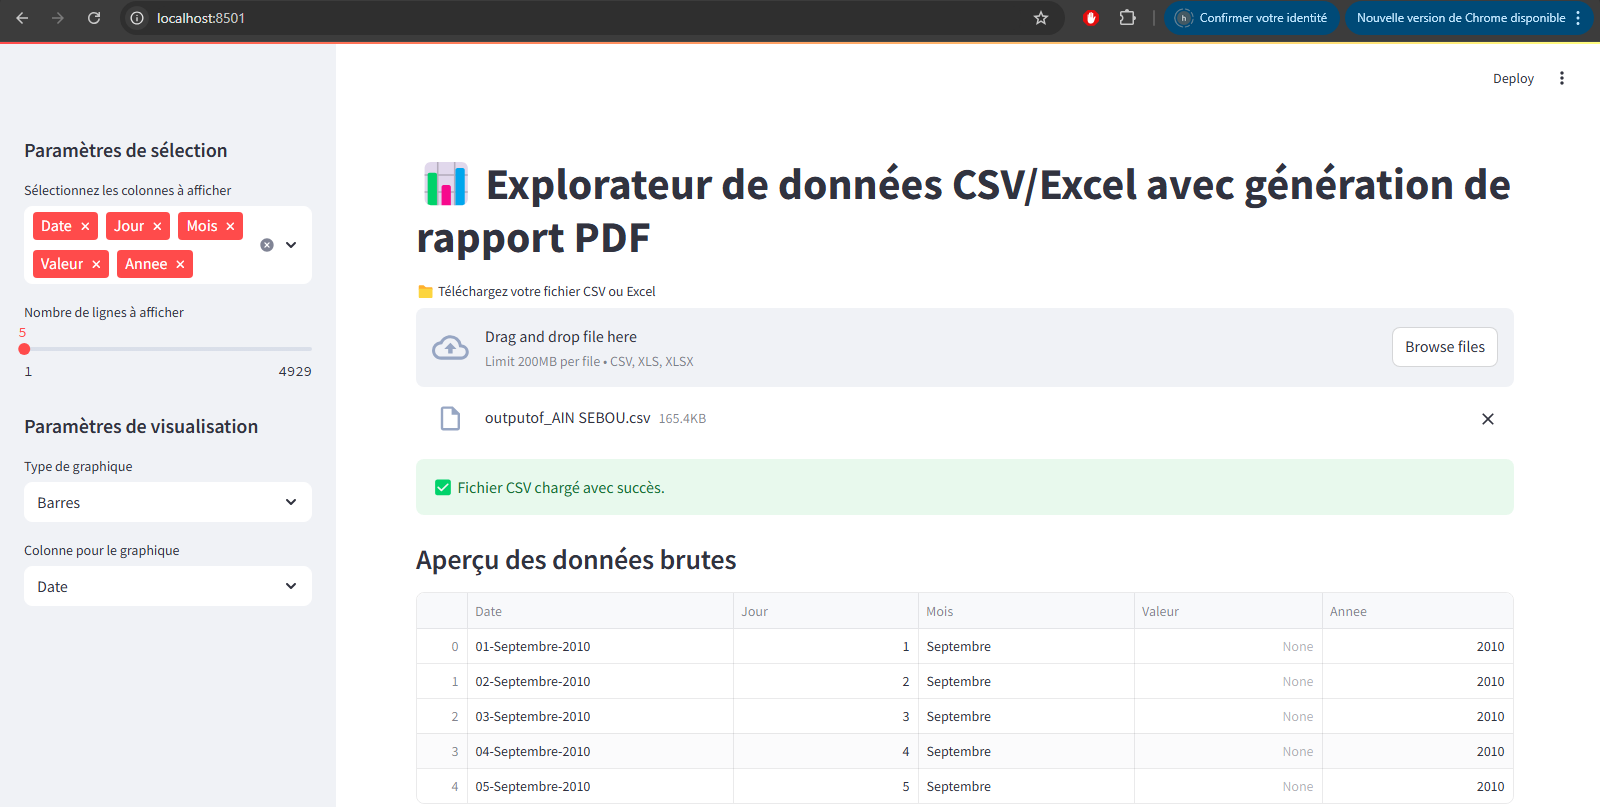 localhost:8501
Confirmer votre identité
Nouvelle version de Chrome disponible
Deploy
Paramètres de sélection
Sélectionnez les colonnes à afficher
Date × Jour × Mois ×
Valeur × Annee ×
Nombre de lignes à afficher
5
1 4929
Paramètres de visualisation
Type de graphique
Barres
Colonne pour le graphique
Date
Explorateur de données CSV/Excel avec génération de
rapport PDF
Téléchargez votre fichier CSV ou Excel
Drag and drop file here
Limit 200MB per file • CSV, XLS, XLSX
Browse files
outputof_AIN SEBOU.csv 165.4KB
Fichier CSV chargé avec succès.
Aperçu des données brutes
Date Jour Mois Valeur Annee
0 01-Septembre-2010 1 Septembre None 2010
1 02-Septembre-2010 2 Septembre None 2010
2 03-Septembre-2010 3 Septembre None 2010
3 04-Septembre-2010 4 Septembre None 2010
4 05-Septembre-2010 5 Septembre None 2010